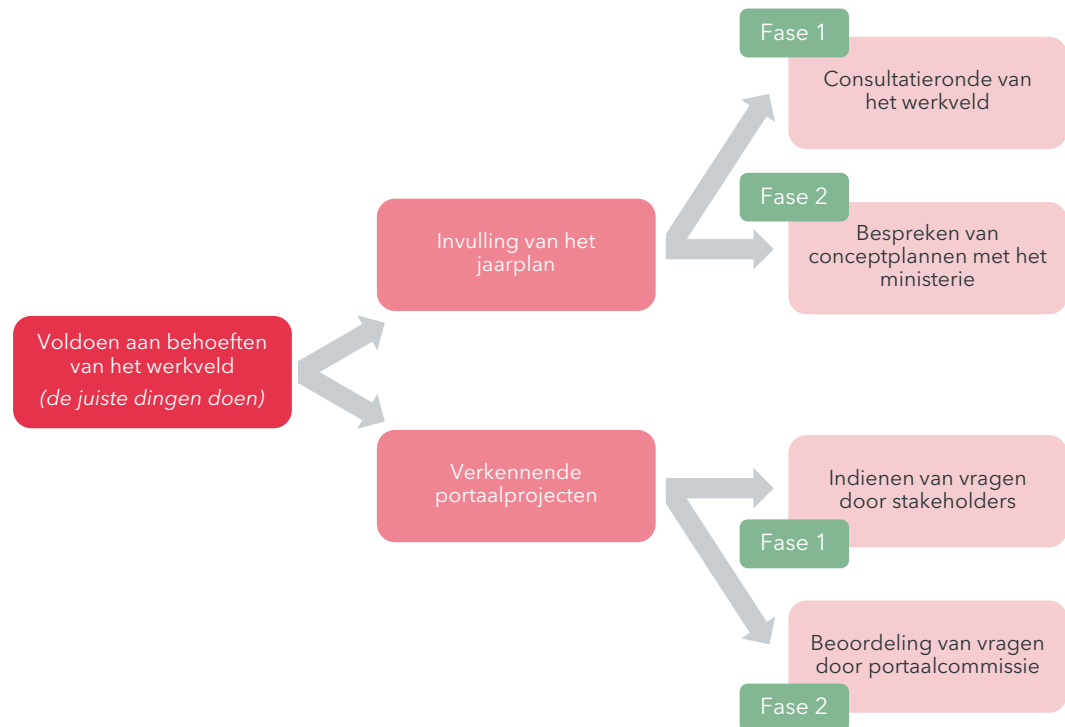 Voldoen aan behoeften
van het werkveld
(de juiste dingen doen)
Invulling van het
jaarplan
Fase 1
Consultatieronde van
het werkveld
Fase 2
Bespreken van
conceptplannen met het
ministerie
Verkennende
portaalprojecten
Indienen van vragen
door stakeholders
Fase 1
Beoordeling van vragen
door portaalcommissie
Fase 2